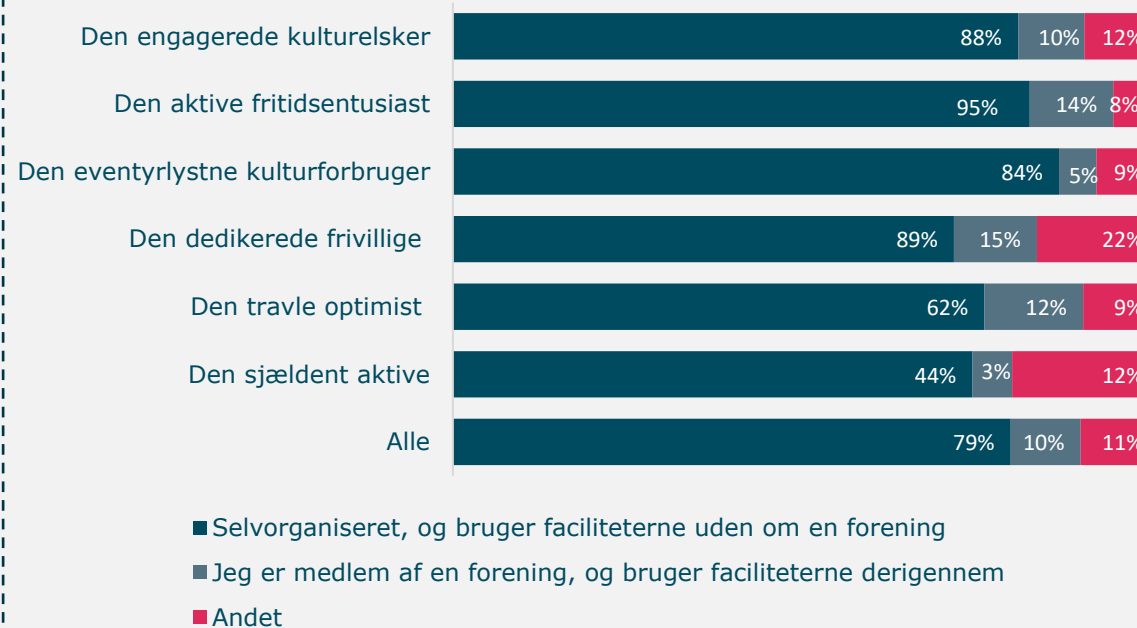 Den engagerede kulturelsker 88% 10% 12%
Den aktive fritidsentusiast 95% 14% 8%
Den eventyrlystne kulturforbruger 84% 5% 9%
Den dedikerede frivillige 89% 15% 22%
Den travle optimist 62% 12% 9%
Den sjældent aktive 44% 3% 12%
Alle 79% 10% 11%
Selvorganiseret, og bruger faciliteterne uden om en forening
Jeg er medlem af en forening, og bruger faciliteterne derigennem
Andet